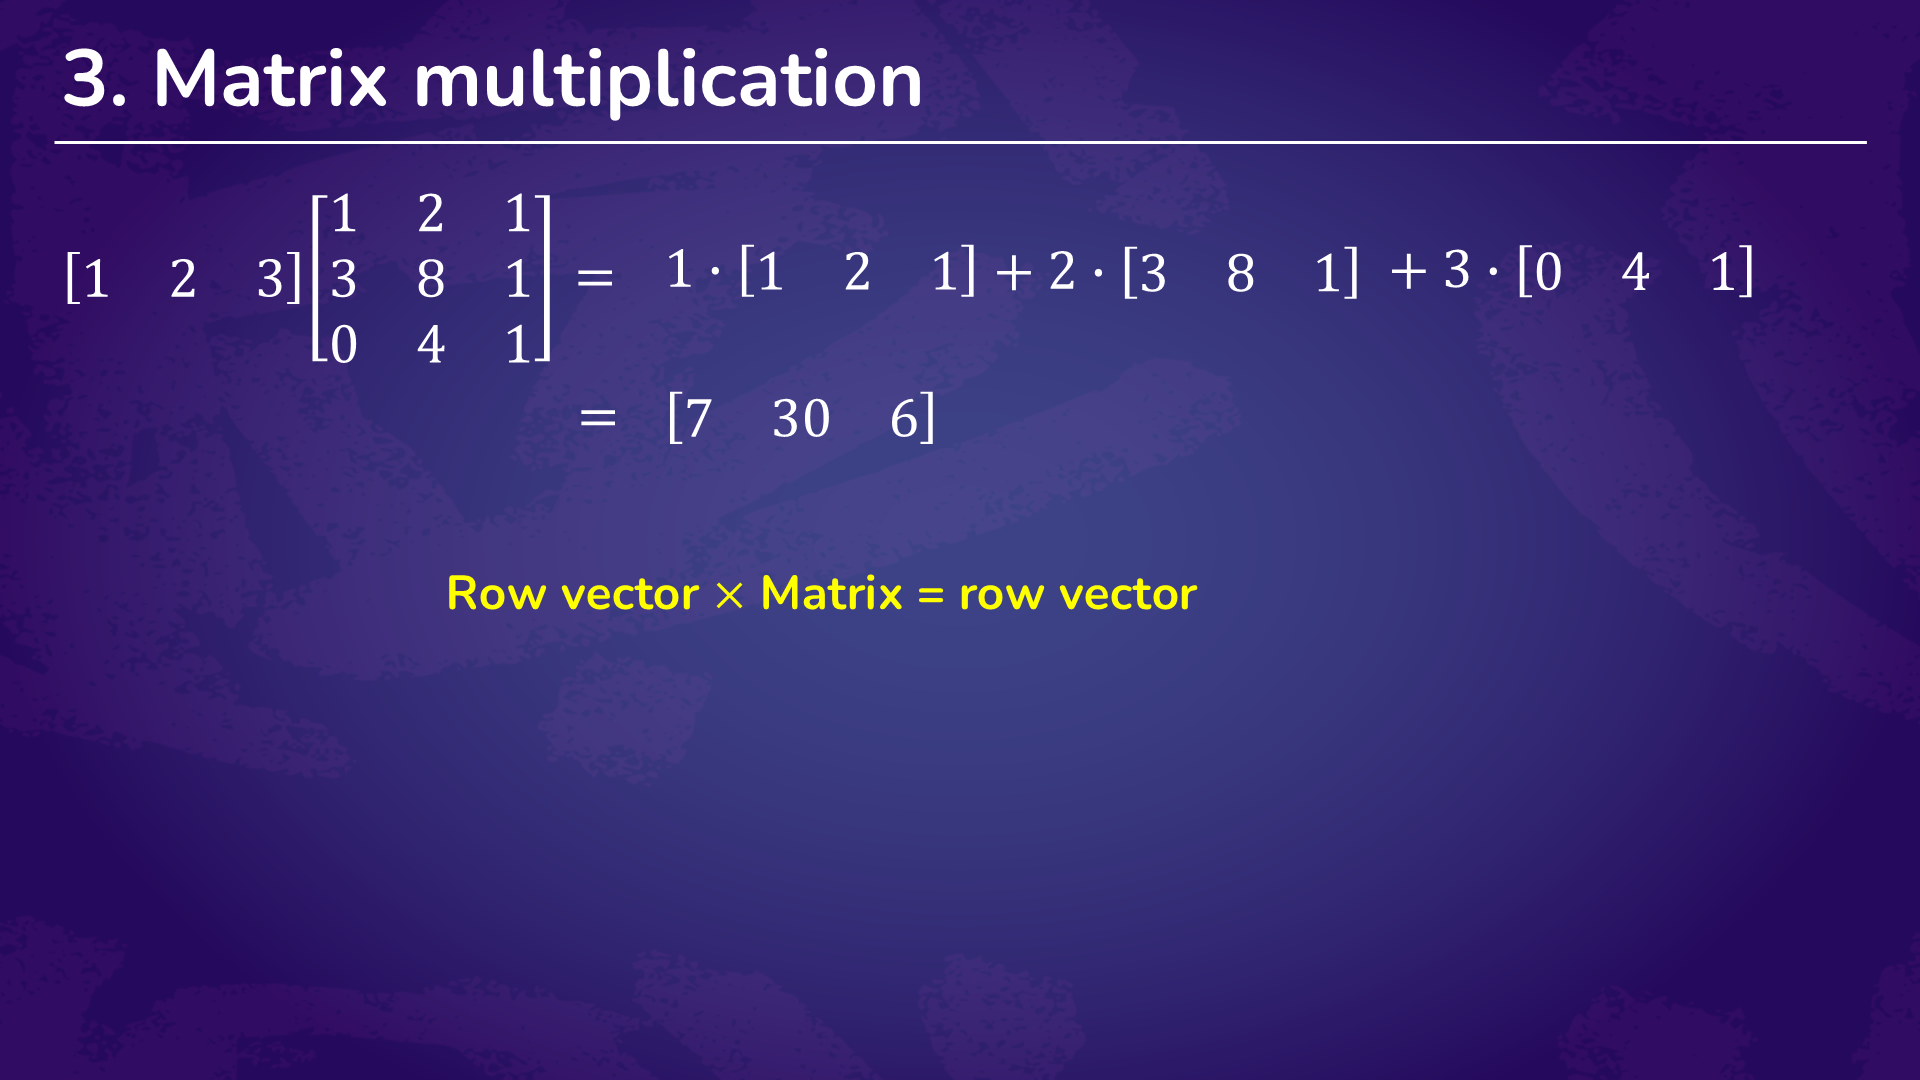 3. Matrix multiplication
[1 2 3] [1 2 1; 3 8 1; 0 4 1] = 1 · [1 2 1] + 2 · [3 8 1] + 3 · [0 4 1]
= [7 30 6]
Row vector × Matrix = row vector